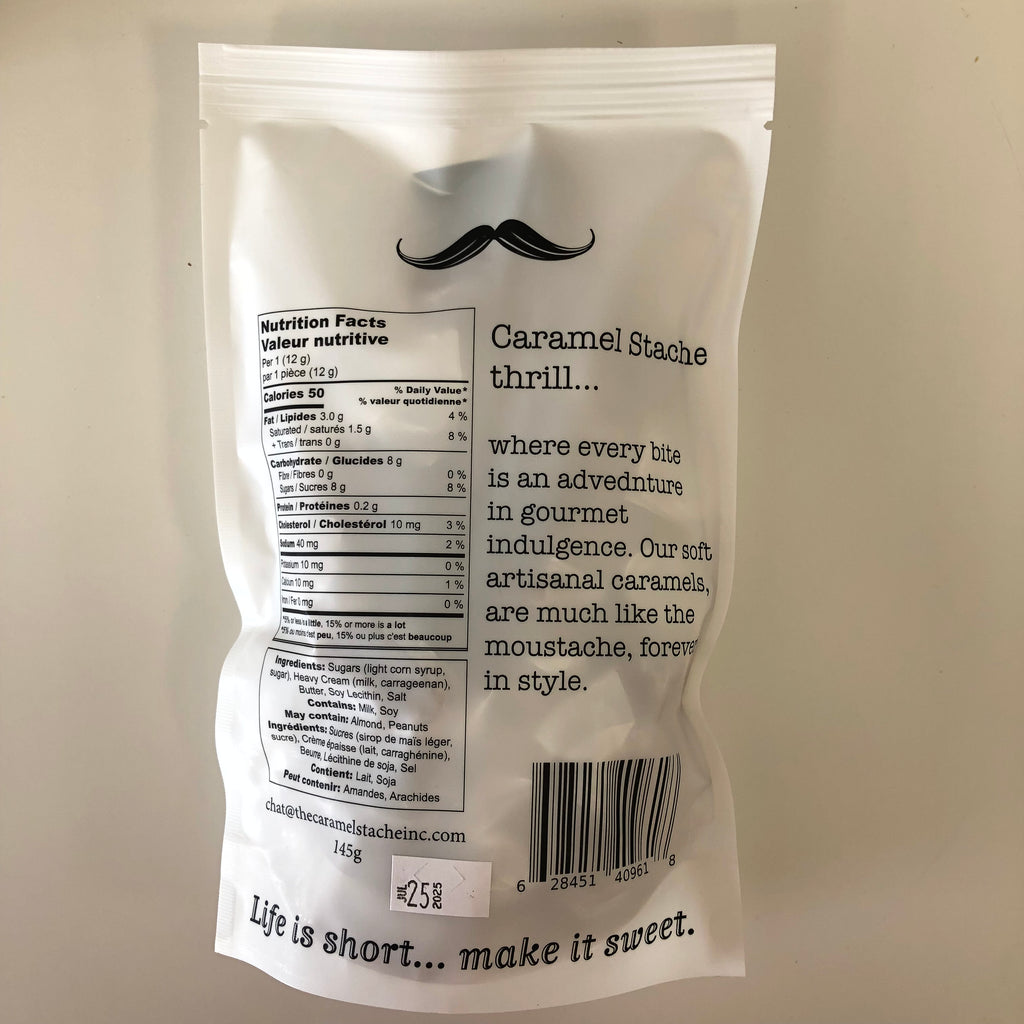 Nutrition Facts
Valeur nutritive
Per 1 (12 g)
par 1 pièce (12 g)
Calories 50
% Daily Value*
% valeur quotidienne*
Fat / Lipides 3.0 g 4 %
Saturated / saturés 1.5 g
+ Trans / trans 0 g 8 %
Carbohydrate / Glucides 8 g
Fibre / Fibres 0 g 0 %
Sugars / Sucres 8 g 8 %
Protein / Protéines 0.2 g
Cholesterol / Cholestérol 10 mg 3 %
Sodium 40 mg 2 %
Potassium 10 mg 0 %
Calcium 10 mg 1 %
Iron / Fer 0 mg 0 %
*5% or less is a little, 15% or more is a lot
*5% ou moins c'est peu, 15% ou plus c'est beaucoup
Ingredients: Sugars (light corn syrup,
sugar), Heavy Cream (milk, carrageenan),
Butter, Soy Lecithin, Salt
Contains: Milk, Soy
May contain: Almond, Peanuts
Ingrédients: Sucres (sirop de maïs léger,
sucre), Crème épaisse (lait, carraghénine),
Beurre, Lécithine de soja, Sel
Contient: Lait, Soja
Peut contenir: Amandes, Arachides
chat@thecaramelstacheinc.com
145g
Caramel Stache
thrill...
where every bite
is an advednture
in gourmet
indulgence. Our soft
artisanal caramels,
are much like the
moustache, forever
in style.
6 28451 40961 8
JUL 25 2025
Life is short... make it sweet.